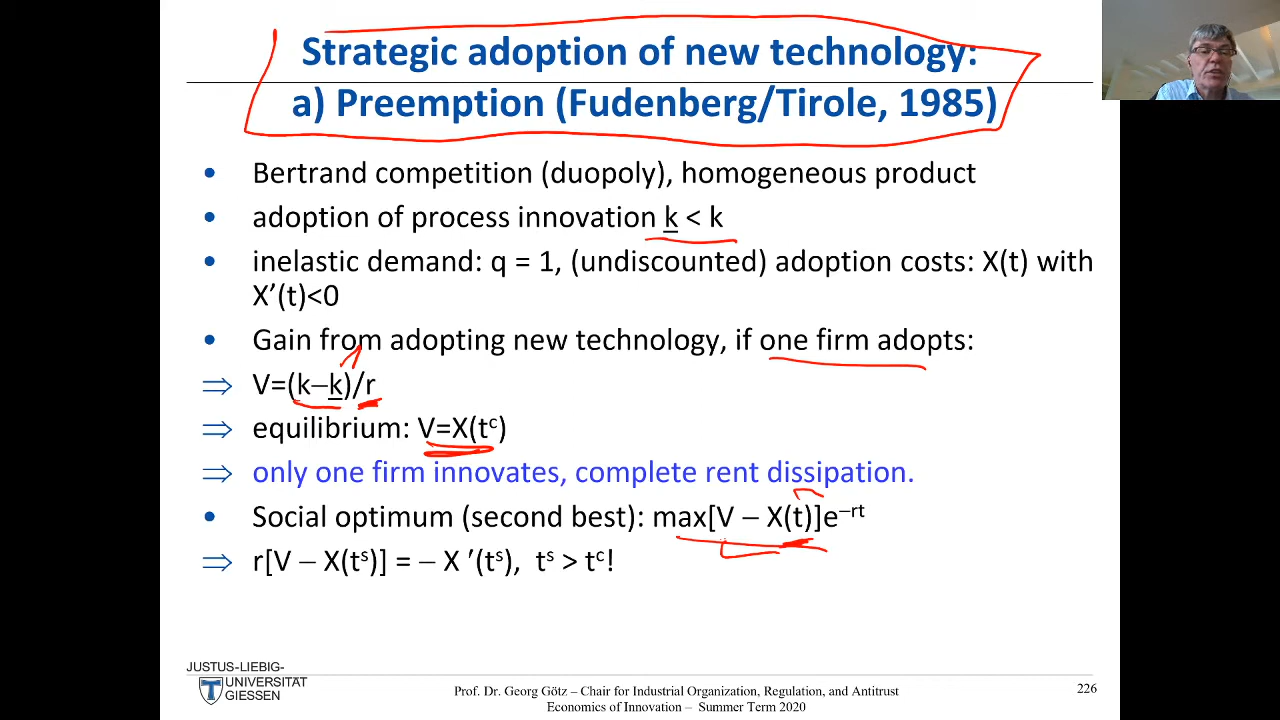 Strategic adoption of new technology:
a) Preemption (Fudenberg/Tirole, 1985)
• Bertrand competition (duopoly), homogeneous product
• adoption of process innovation k̲ < k
• inelastic demand: q = 1, (undiscounted) adoption costs: X(t) with
X’(t)<0
• Gain from adopting new technology, if one firm adopts:
⇒ V=(k–k̲)/r
⇒ equilibrium: V=X(tᶜ)
⇒ only one firm innovates, complete rent dissipation.
• Social optimum (second best): max[V – X(t)]e⁻ʳᵗ
⇒ r[V – X(tˢ)] = – X ’(tˢ), tˢ > tᶜ!
JUSTUS-LIEBIG-
UNIVERSITÄT
GIESSEN
Prof. Dr. Georg Götz – Chair for Industrial Organization, Regulation, and Antitrust
Economics of Innovation – Summer Term 2020
226